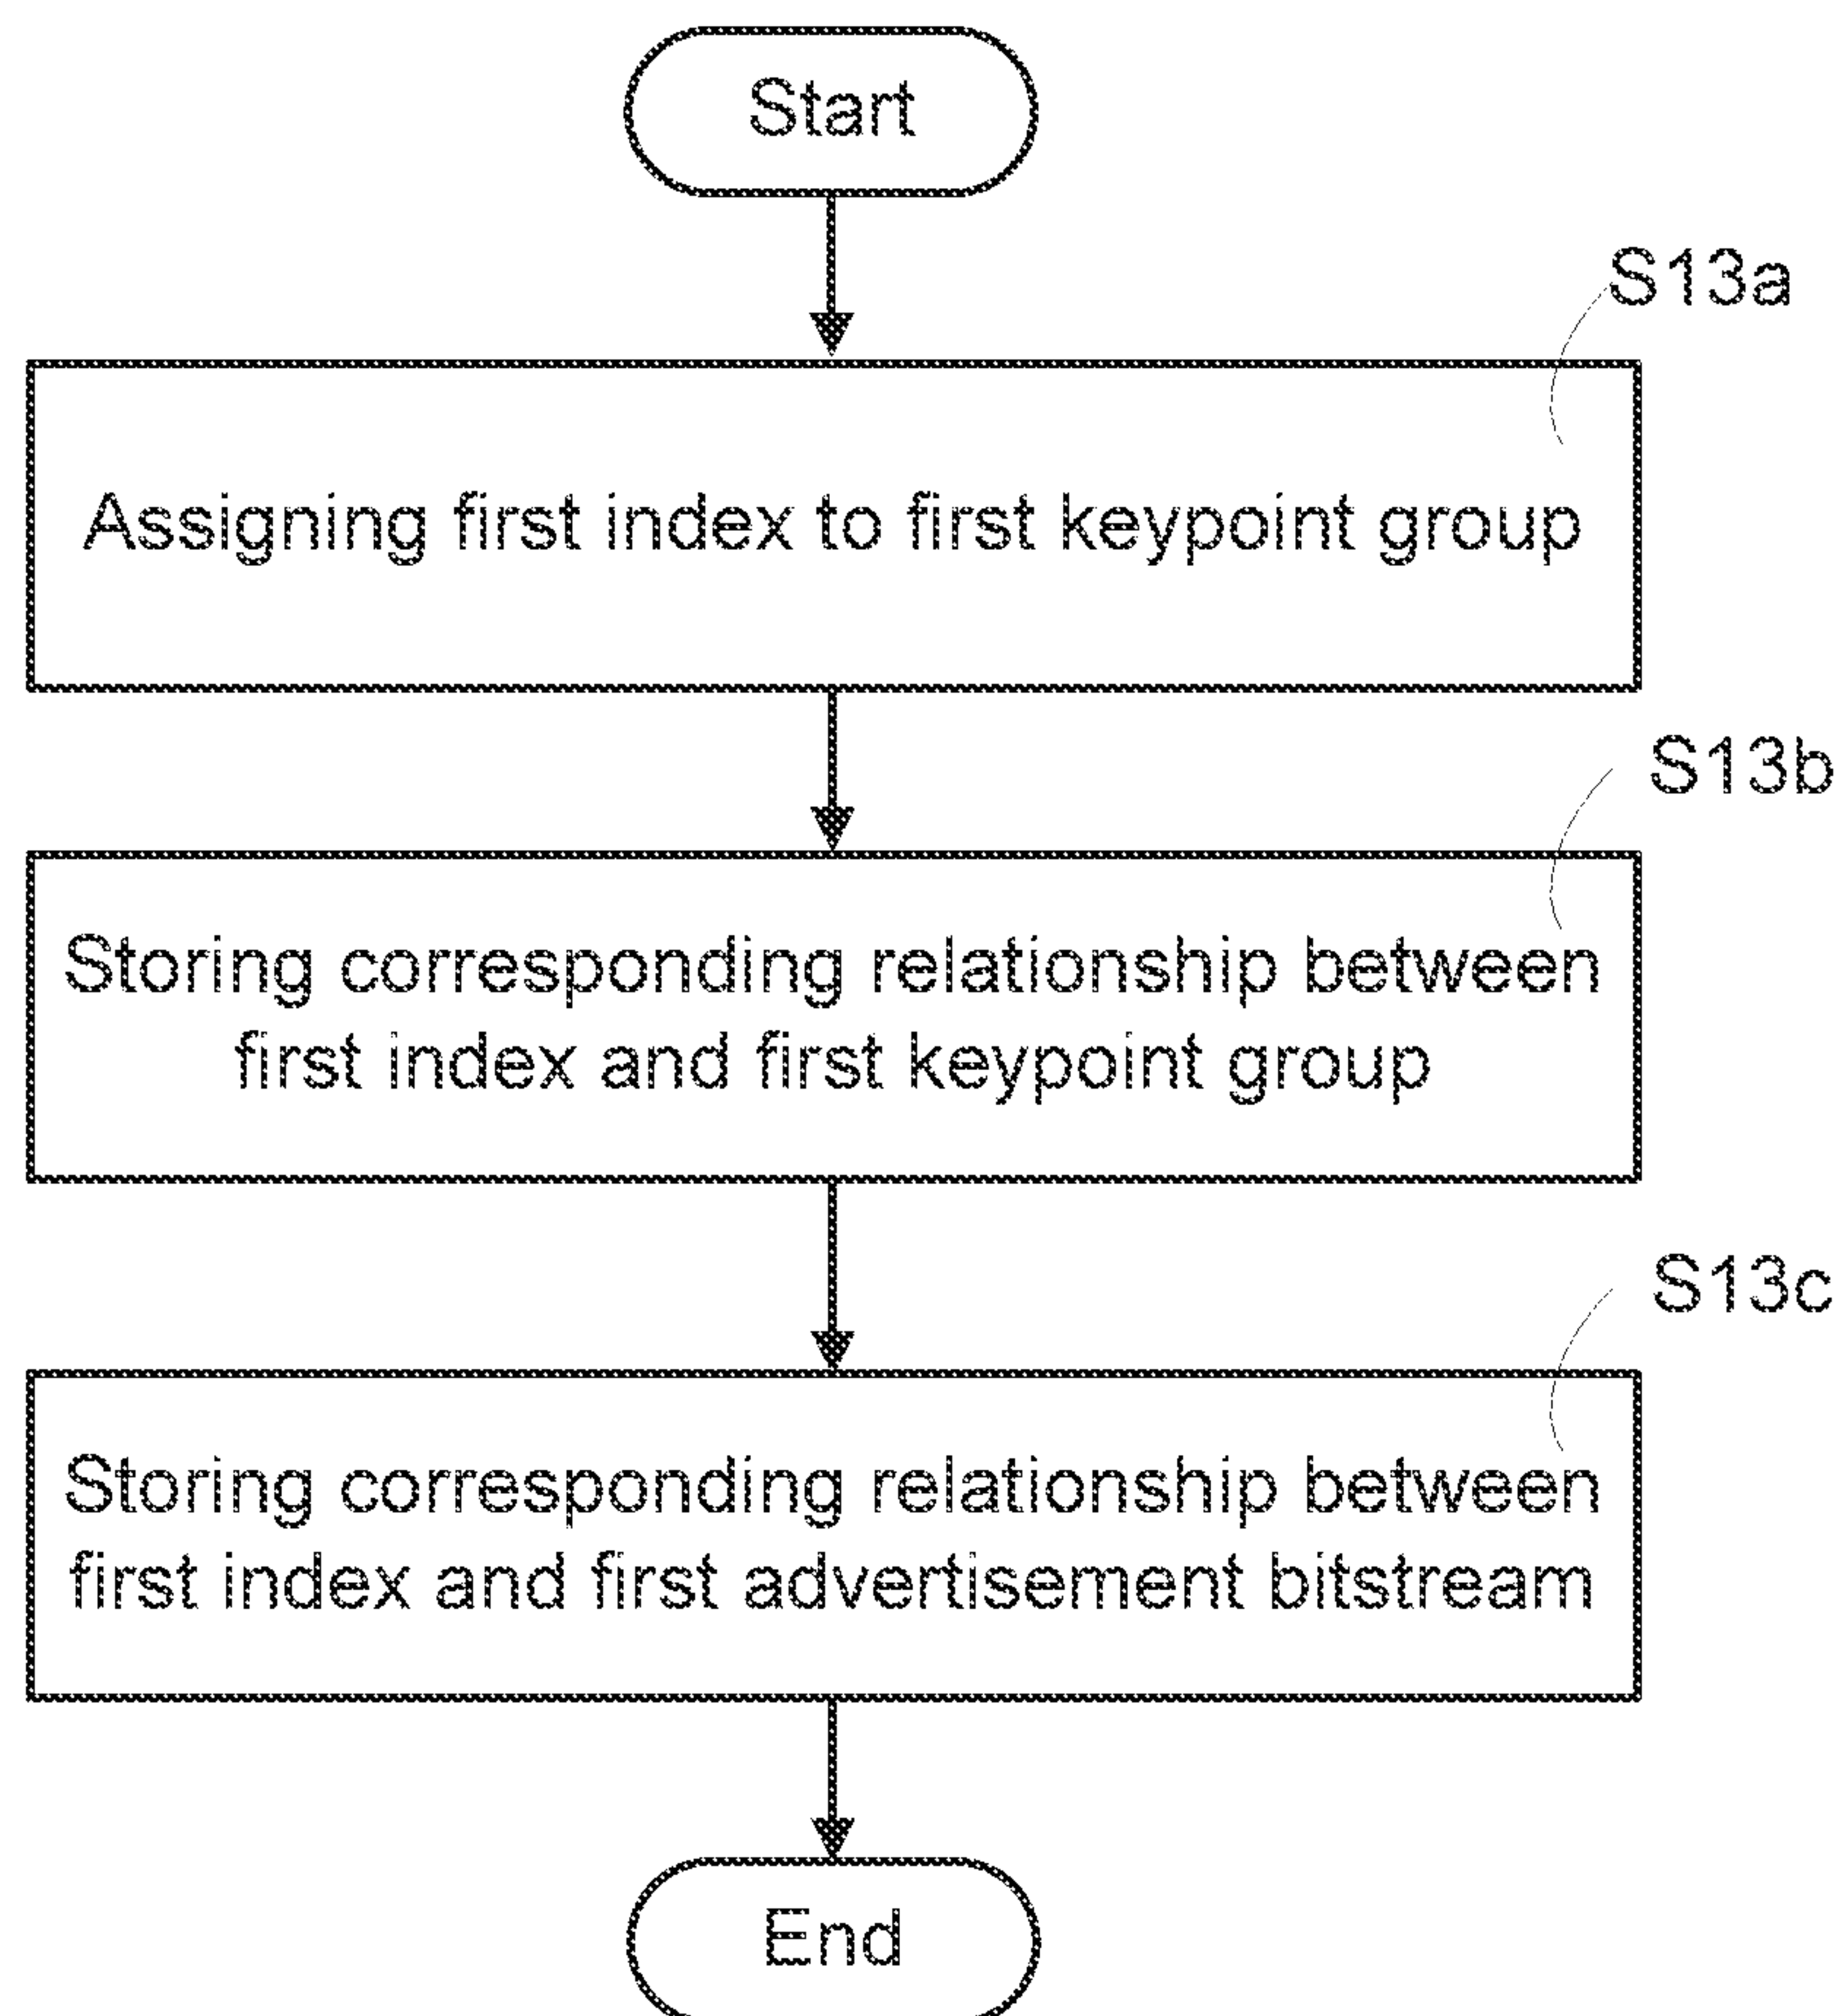 Start
S13a
Assigning first index to first keypoint group
S13b
Storing corresponding relationship between
first index and first keypoint group
S13c
Storing corresponding relationship between
first index and first advertisement bitstream
End